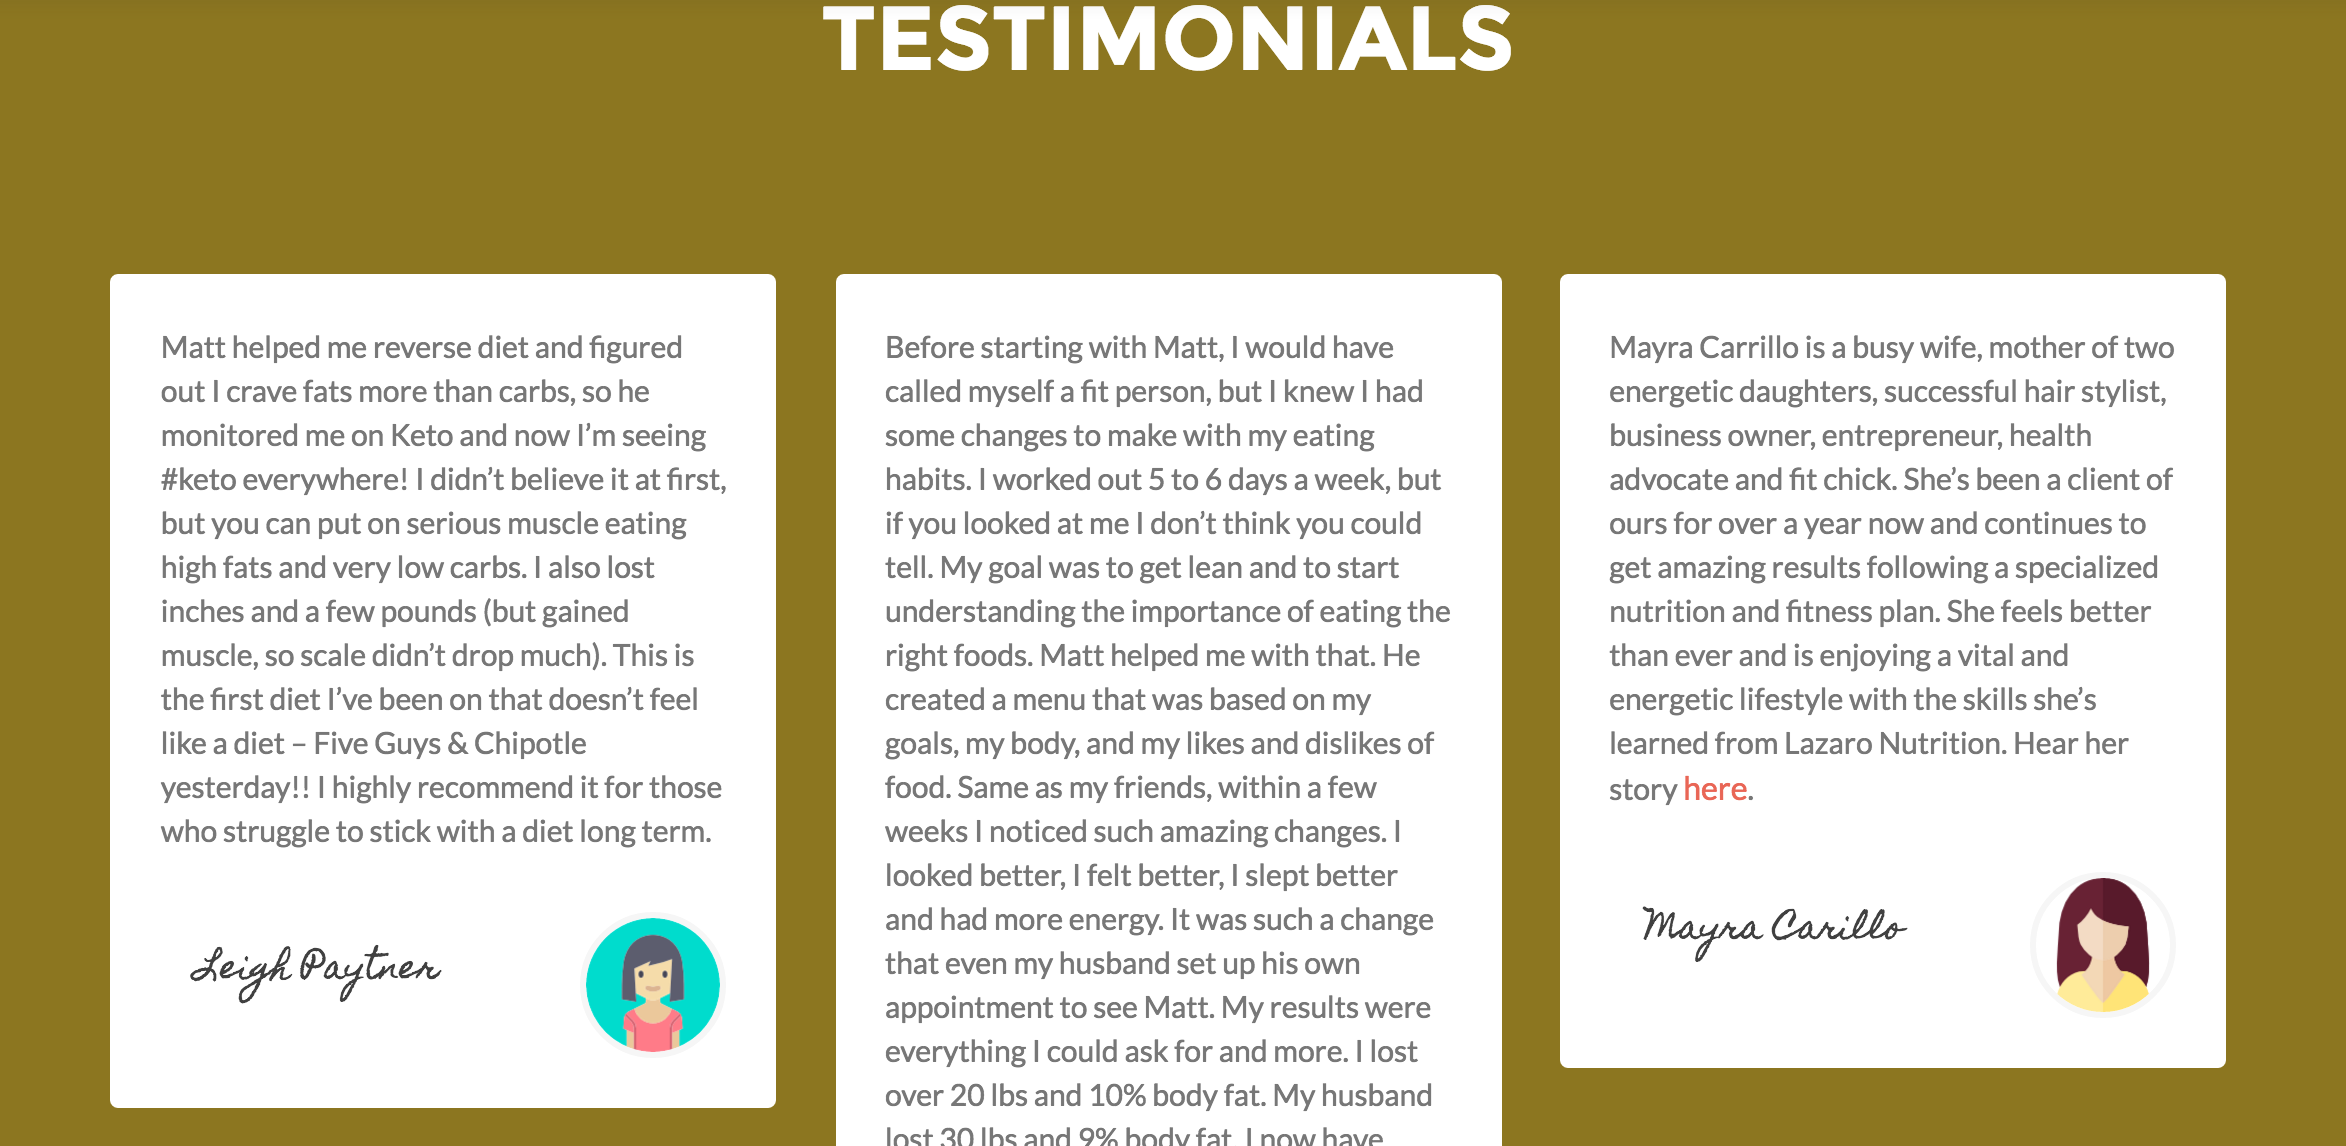 TESTIMONIALS
Matt helped me reverse diet and figured
out I crave fats more than carbs, so he
monitored me on Keto and now I’m seeing
#keto everywhere! I didn’t believe it at first,
but you can put on serious muscle eating
high fats and very low carbs. I also lost
inches and a few pounds (but gained
muscle, so scale didn’t drop much). This is
the first diet I’ve been on that doesn’t feel
like a diet – Five Guys & Chipotle
yesterday!! I highly recommend it for those
who struggle to stick with a diet long term.
Leigh Paytner
Before starting with Matt, I would have
called myself a fit person, but I knew I had
some changes to make with my eating
habits. I worked out 5 to 6 days a week, but
if you looked at me I don’t think you could
tell. My goal was to get lean and to start
understanding the importance of eating the
right foods. Matt helped me with that. He
created a menu that was based on my
goals, my body, and my likes and dislikes of
food. Same as my friends, within a few
weeks I noticed such amazing changes. I
looked better, I felt better, I slept better
and had more energy. It was such a change
that even my husband set up his own
appointment to see Matt. My results were
everything I could ask for and more. I lost
over 20 lbs and 10% body fat. My husband
lost 30 lbs and 9% body fat. I now have
Mayra Carrillo is a busy wife, mother of two
energetic daughters, successful hair stylist,
business owner, entrepreneur, health
advocate and fit chick. She’s been a client of
ours for over a year now and continues to
get amazing results following a specialized
nutrition and fitness plan. She feels better
than ever and is enjoying a vital and
energetic lifestyle with the skills she’s
learned from Lazaro Nutrition. Hear her
story here.
Mayra Carillo